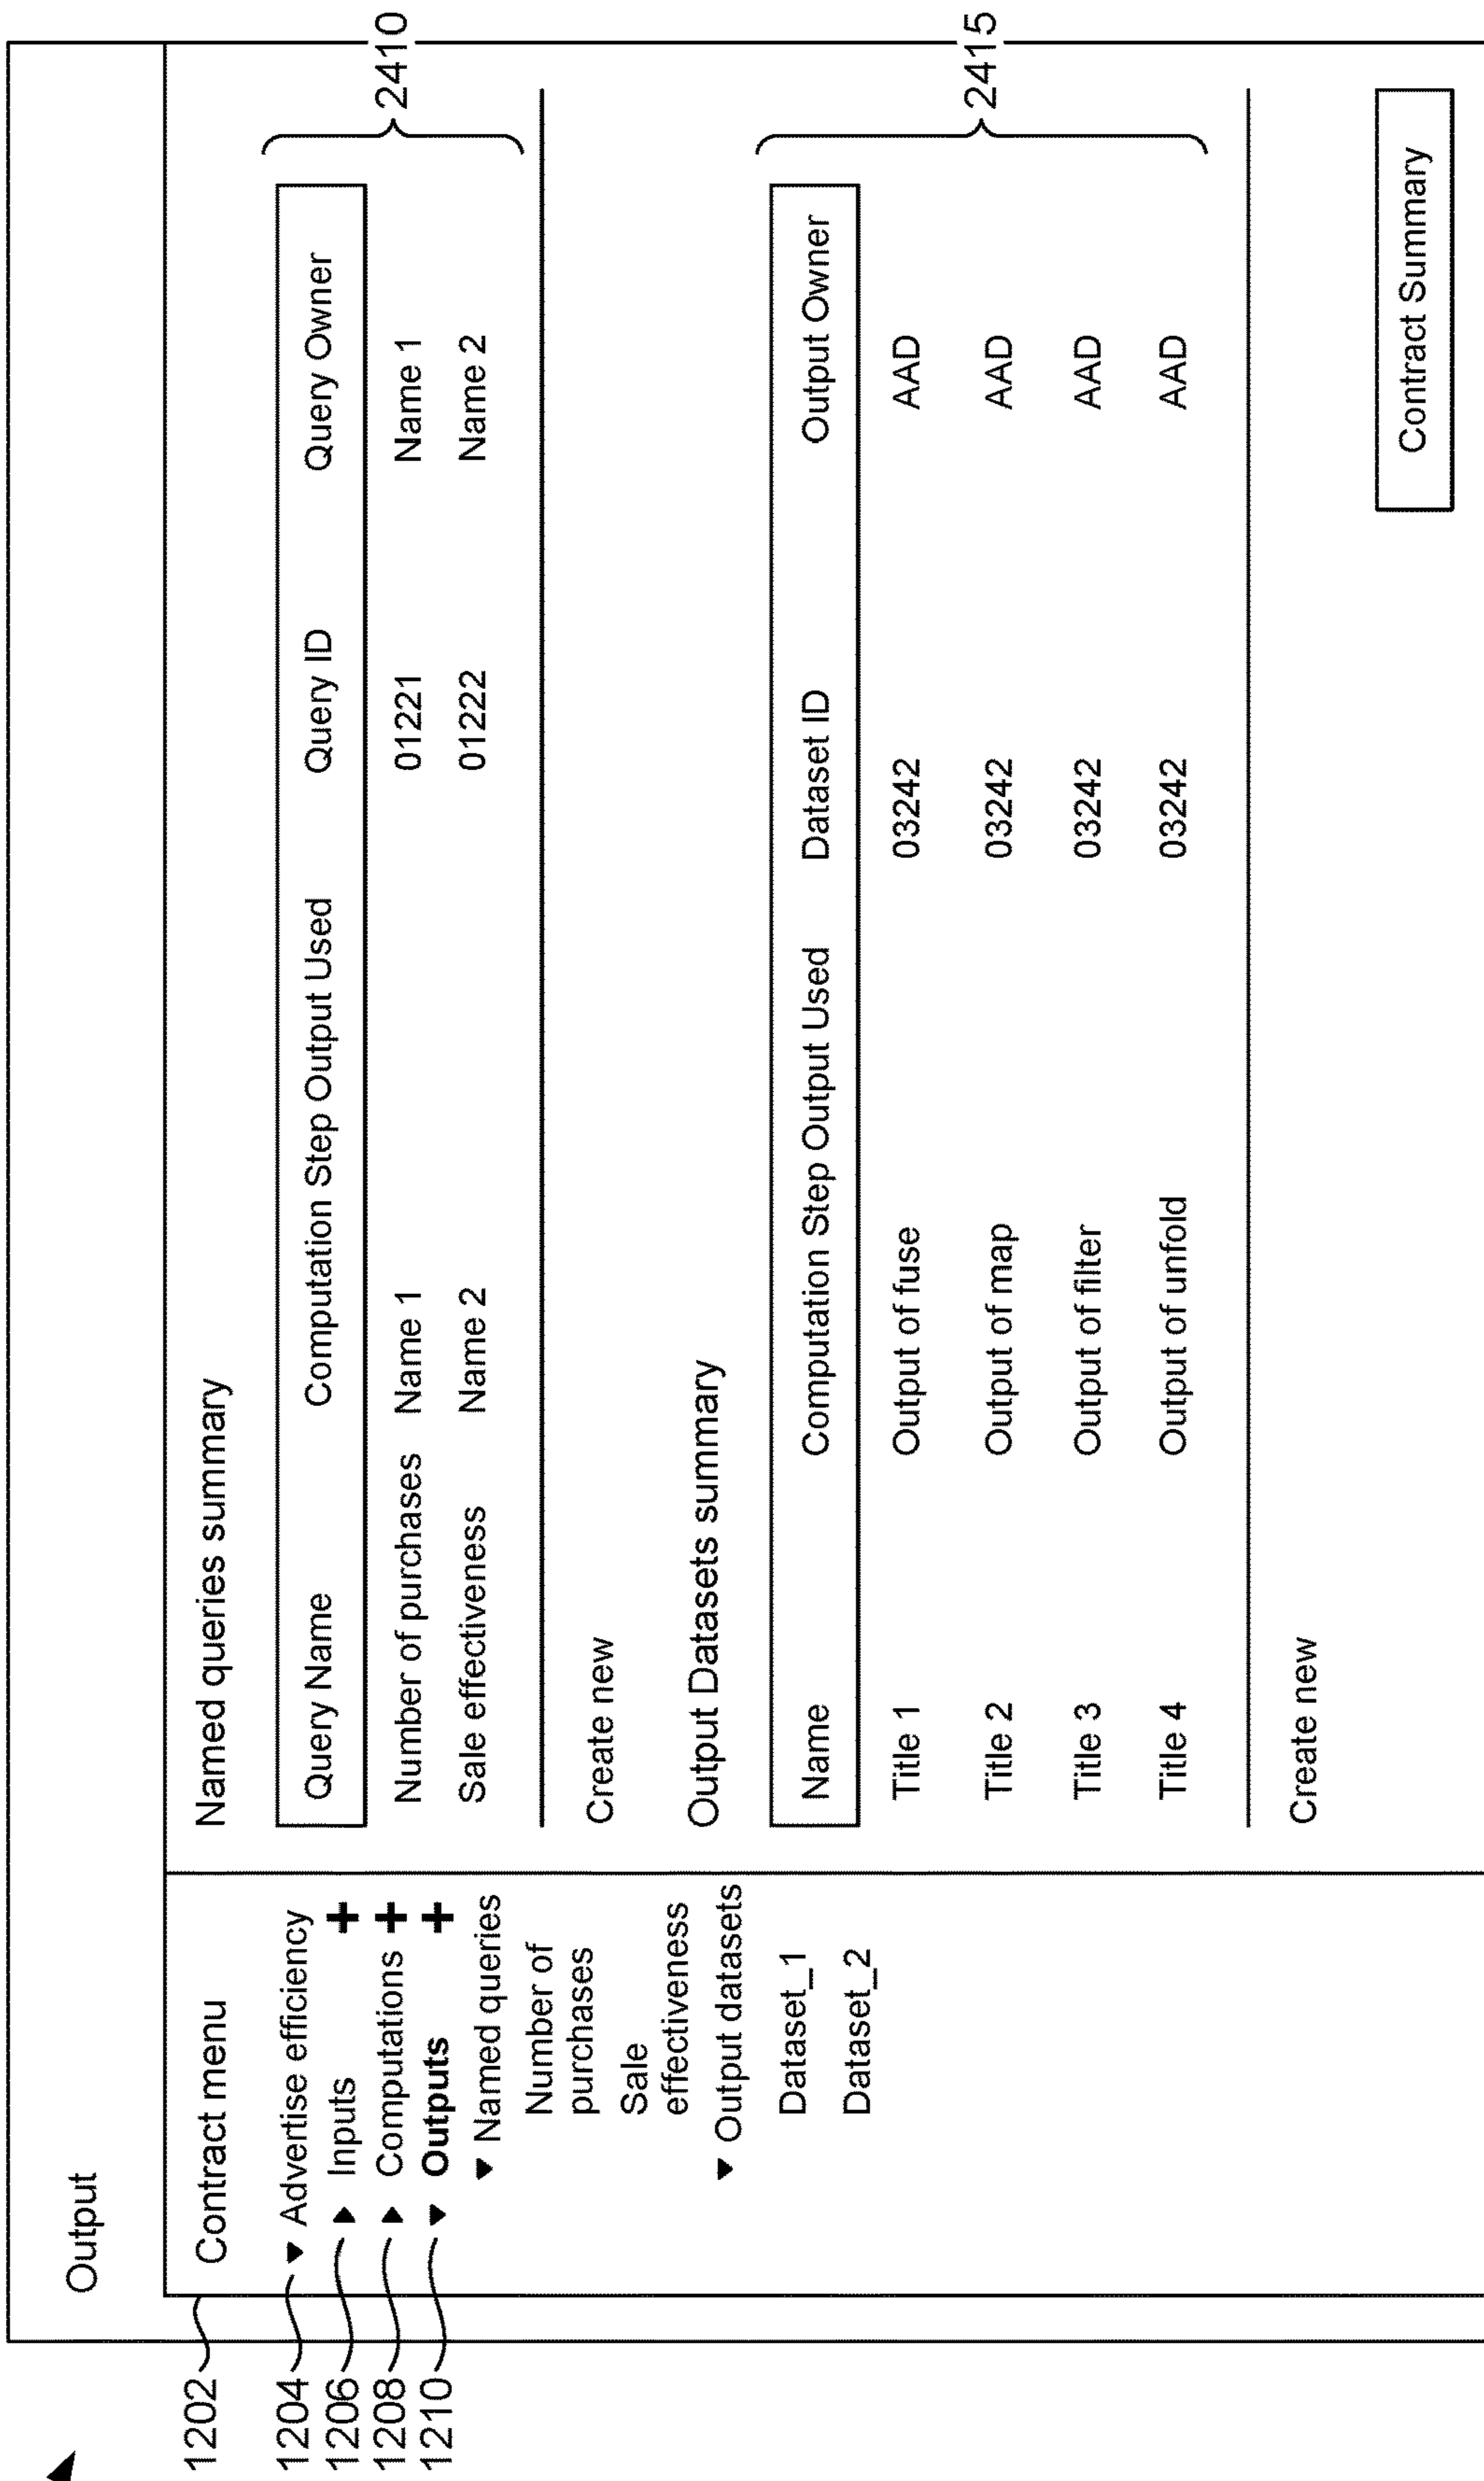 Output
1202
Contract menu
1204
▼ Advertise efficiency
1206
▶ Inputs +
1208
▶ Computations +
1210
▼ Outputs +
▼ Named queries
Number of
purchases
Sale
effectiveness
▼ Output datasets
Dataset_1
Dataset_2
Named queries summary
Query Name Computation Step Output Used Query ID Query Owner
Number of purchases Name 1 01221 Name 1
Sale effectiveness Name 2 01222 Name 2
2410
Create new
Output Datasets summary
Name Computation Step Output Used Dataset ID Output Owner
Title 1 Output of fuse 03242 AAD
Title 2 Output of map 03242 AAD
Title 3 Output of filter 03242 AAD
Title 4 Output of unfold 03242 AAD
2415
Create new
Contract Summary